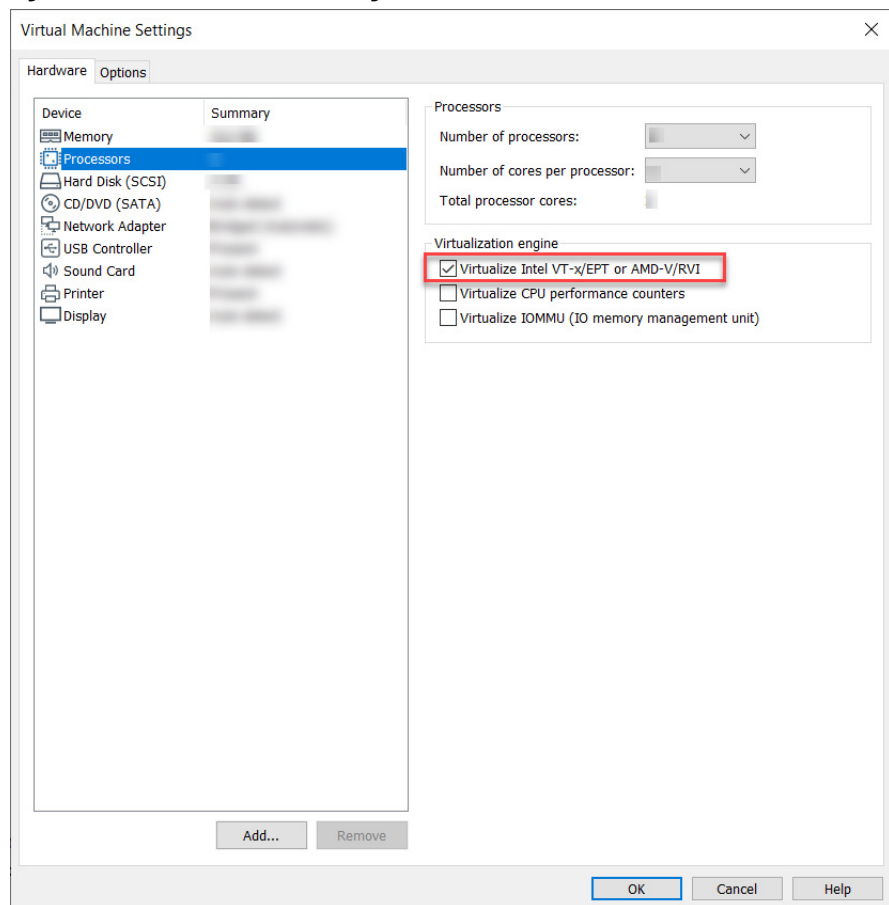 Virtual Machine Settings
Hardware Options
Device Summary
Memory
Processors
Hard Disk (SCSI)
CD/DVD (SATA)
Network Adapter
USB Controller
Sound Card
Printer
Display
Add... Remove
Processors
Number of processors:
Number of cores per processor:
Total processor cores:
Virtualization engine
Virtualize Intel VT-x/EPT or AMD-V/RVI
Virtualize CPU performance counters
Virtualize IOMMU (IO memory management unit)
OK Cancel Help